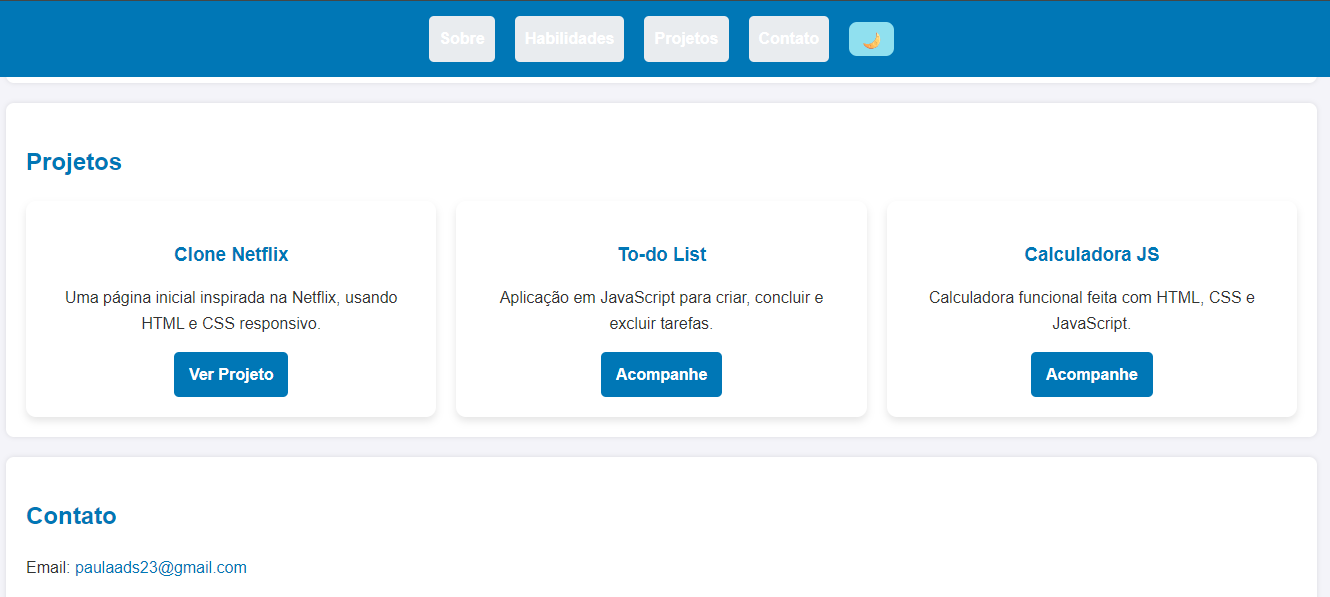 Sobre Habilidades Projetos Contato 🌙
Projetos
Clone Netflix
Uma página inicial inspirada na Netflix, usando
HTML e CSS responsivo.
Ver Projeto
To-do List
Aplicação em JavaScript para criar, concluir e
excluir tarefas.
Acompanhe
Calculadora JS
Calculadora funcional feita com HTML, CSS e
JavaScript.
Acompanhe
Contato
Email: paulaads23@gmail.com